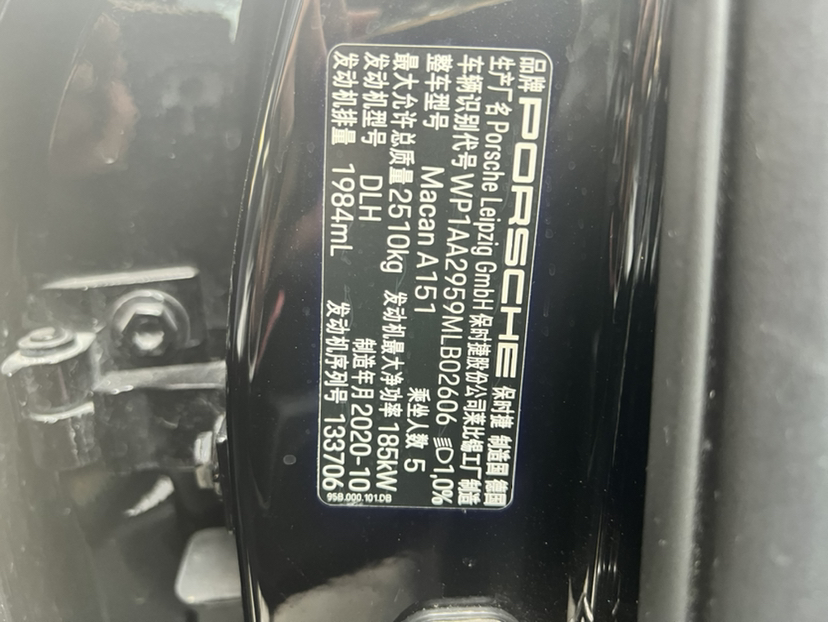 品牌 PORSCHE 保时捷 制造国 德国
生产厂名 Porsche Leipzig GmbH 保时捷股份公司莱比锡工厂制造
车辆识别代号 WP1AA2959MLB02606 1,0%
整车型号 Macan A151 乘坐人数 5
最大允许总质量 2510kg 发动机最大净功率 185kW
发动机型号 DLH 制造年月 2020-10
发动机排量 1984mL 发动机序列号 133706
95B.000.101.DB